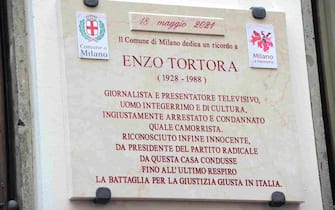 18 maggio 2021
Comune di
Milano
Il Comune di Milano dedica un ricordo a
Milano
è Memoria
ENZO TORTORA
(1928 - 1988)
GIORNALISTA E PRESENTATORE TELEVISIVO,
UOMO INTEGERRIMO E DI CULTURA,
INGIUSTAMENTE ARRESTATO E CONDANNATO
QUALE CAMORRISTA.
RICONOSCIUTO INFINE INNOCENTE,
DA PRESIDENTE DEL PARTITO RADICALE
DA QUESTA CASA CONDUSSE
FINO ALL'ULTIMO RESPIRO
LA BATTAGLIA PER LA GIUSTIZIA GIUSTA IN ITALIA.